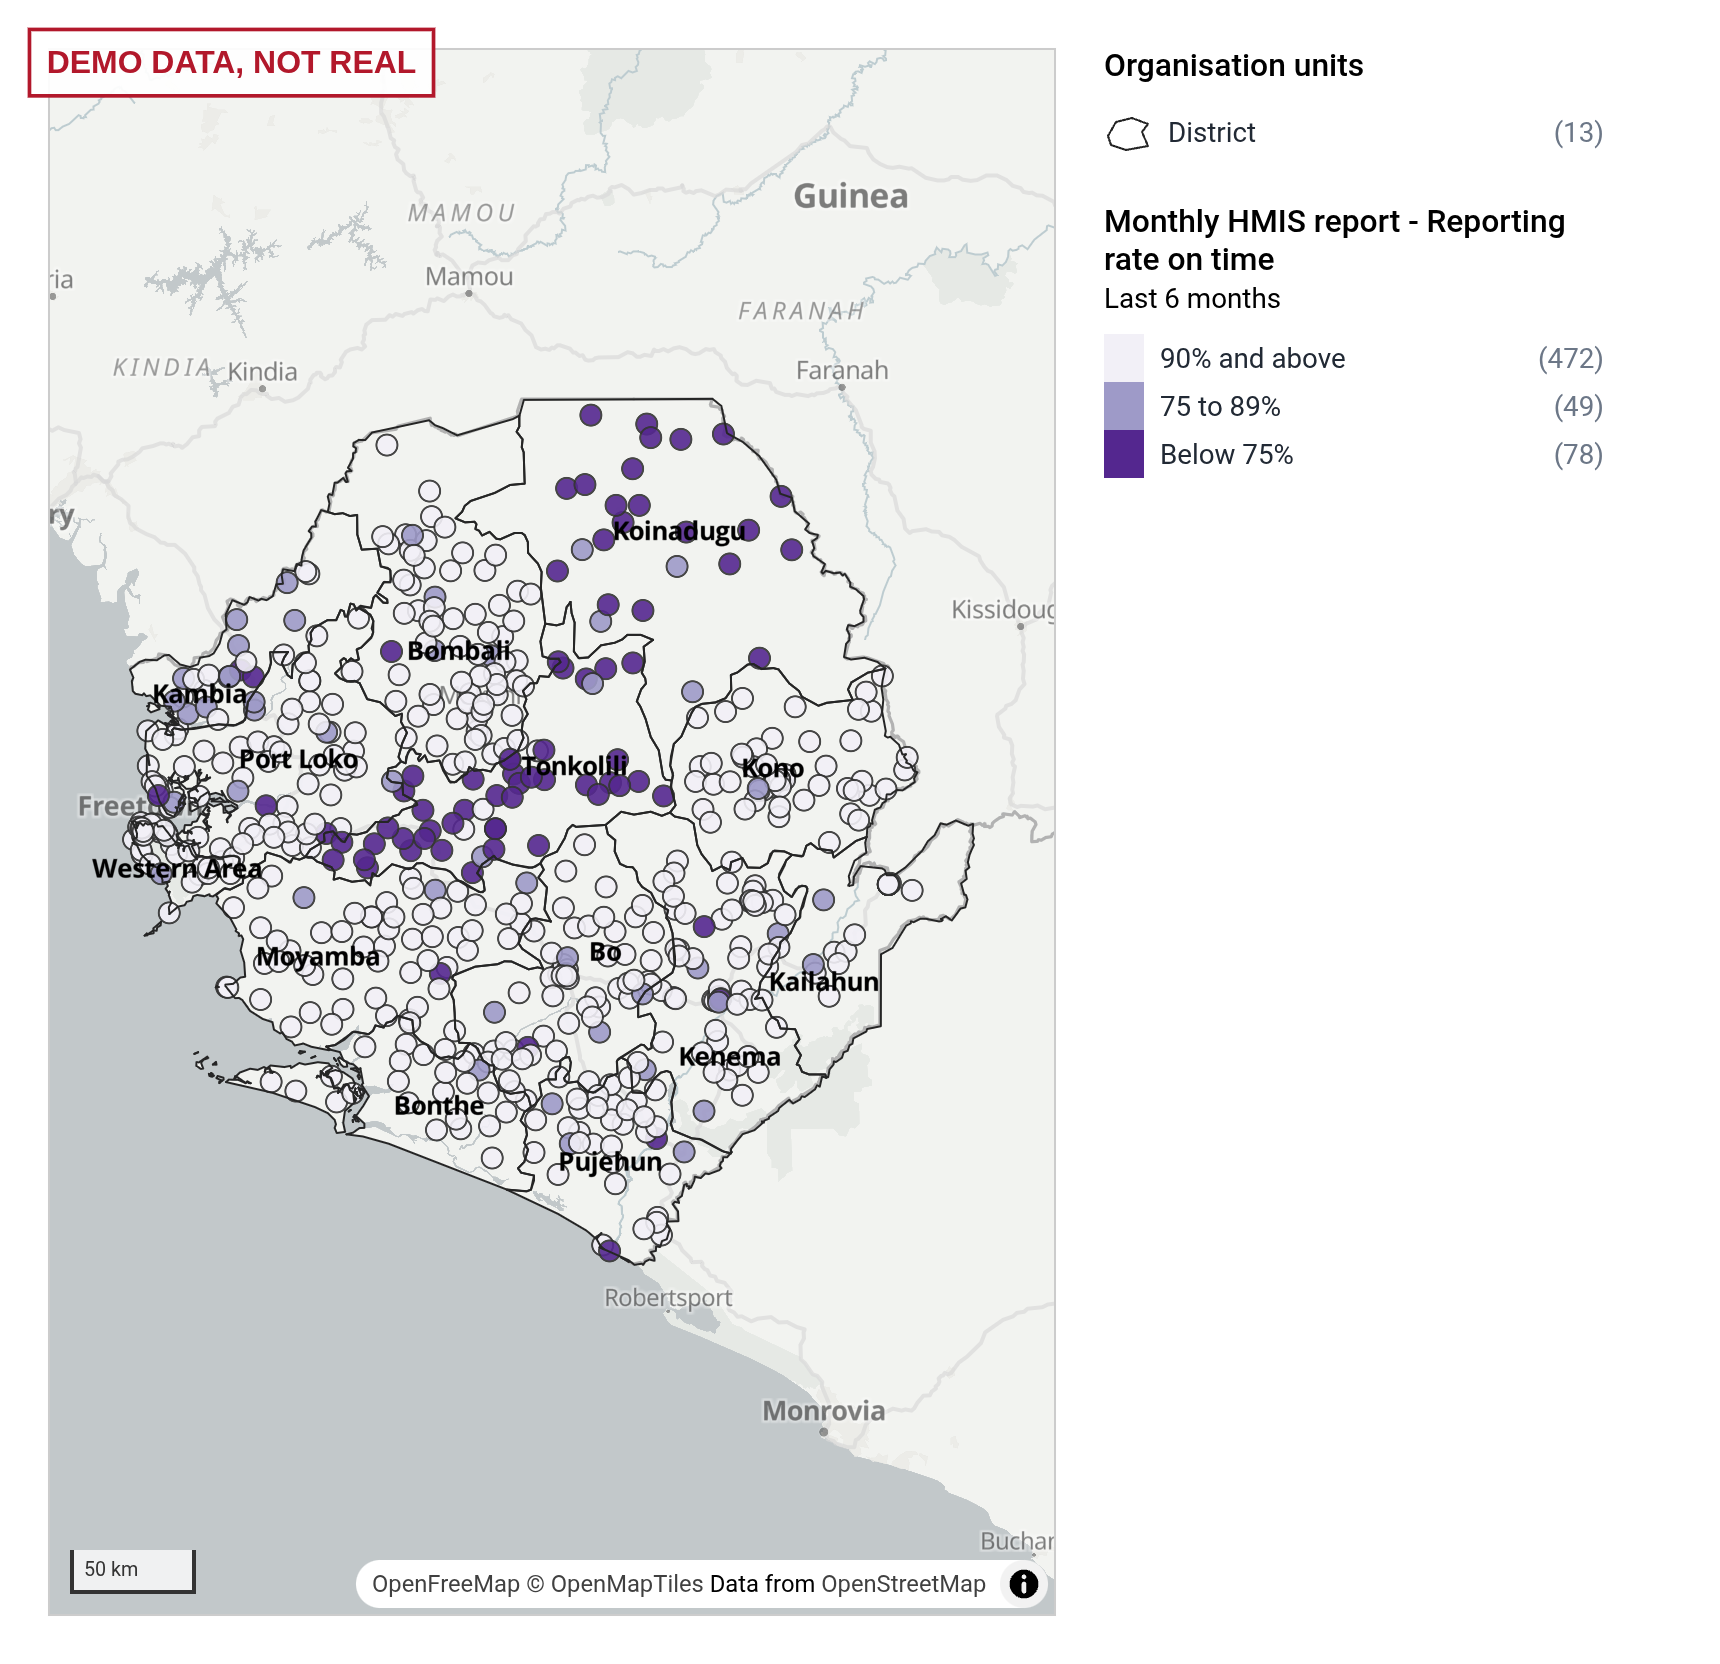 DEMO DATA, NOT REAL
Organisation units
District (13)
Monthly HMIS report - Reporting
rate on time
Last 6 months
90% and above (472)
75 to 89% (49)
Below 75% (78)
Guinea
MAMOU
Mamou
ria
FARANAH
KINDIA
Kindia
Faranah
ry
Koinadugu
Kissidoug
Bombali
Kambia
Port Loko
Tonkolili
Kono
Western Area
Moyamba
Bo
Kailahun
Kenema
Bonthe
Pujehun
Robertsport
Monrovia
Buchan
50 km
OpenFreeMap © OpenMapTiles Data from OpenStreetMap